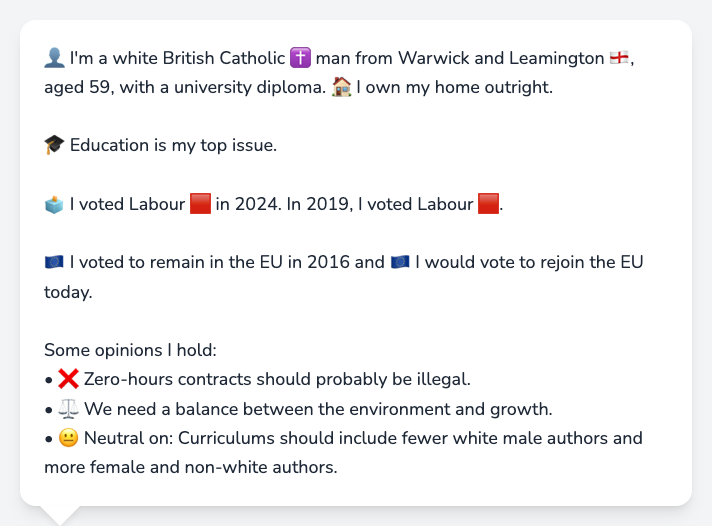 👤 I'm a white British Catholic ✝️ man from Warwick and Leamington 🏴󠁧󠁢󠁥󠁮󠁧󠁿,
aged 59, with a university diploma. 🏠 I own my home outright.
🎓 Education is my top issue.
🗳️ I voted Labour 🟥 in 2024. In 2019, I voted Labour 🟥.
🇪🇺 I voted to remain in the EU in 2016 and 🇪🇺 I would vote to rejoin the EU
today.
Some opinions I hold:
• ❌ Zero-hours contracts should probably be illegal.
• ⚖️ We need a balance between the environment and growth.
• 😐 Neutral on: Curriculums should include fewer white male authors and
more female and non-white authors.